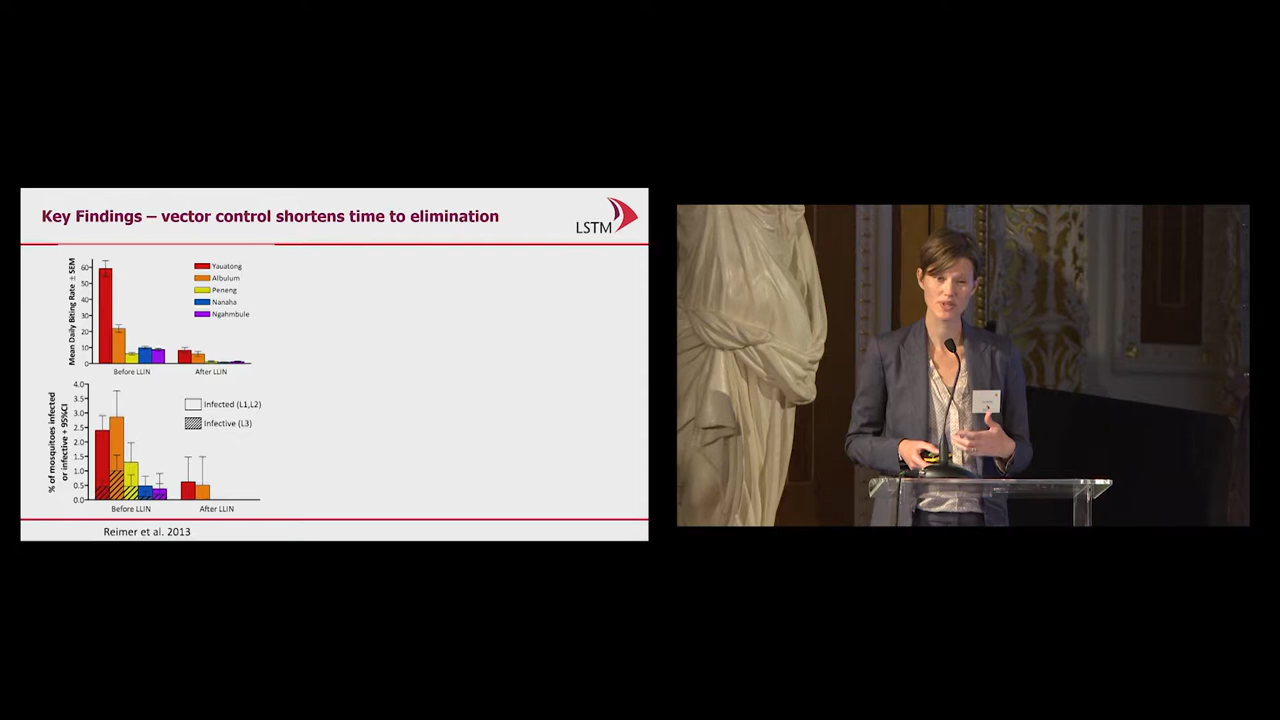 Key Findings – vector control shortens time to elimination
LSTM
Mean Daily Biting Rate ± SEM
60
50
40
30
20
10
0
Yauatong
Albulum
Peneng
Nanaha
Ngahmbule
Before LLIN
After LLIN
% of mosquitoes infected
or infective + 95%CI
4.0
3.5
3.0
2.5
2.0
1.5
1.0
0.5
0.0
Infected (L1,L2)
Infective (L3)
Before LLIN
After LLIN
Reimer et al. 2013